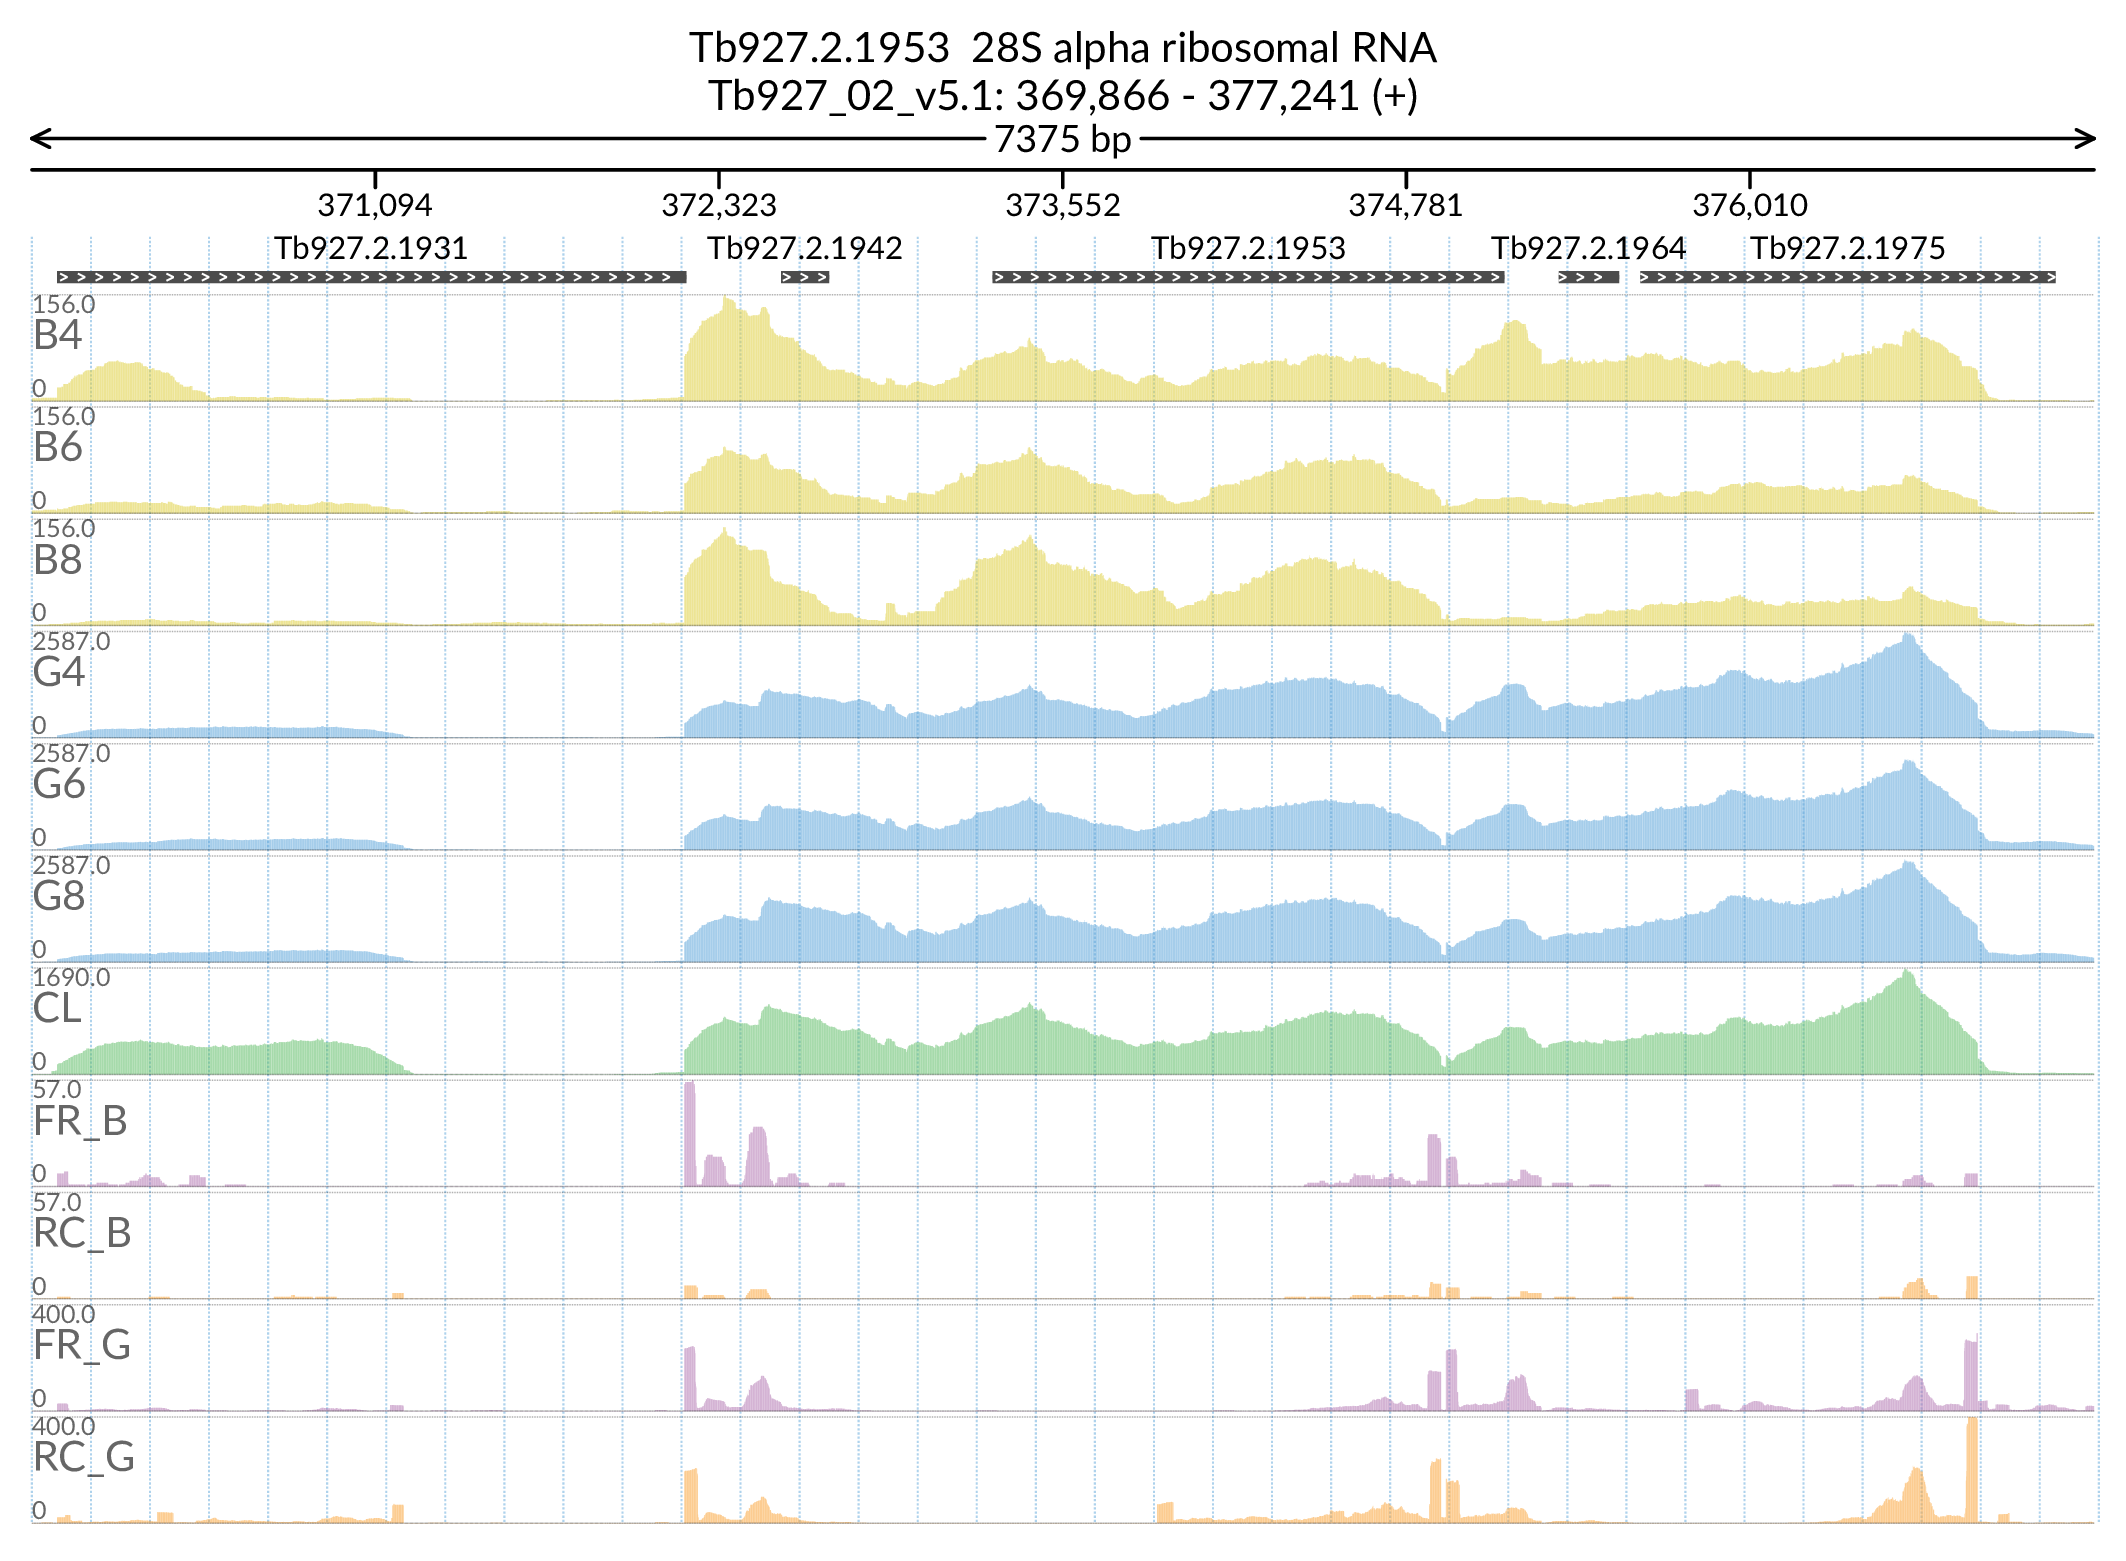 Tb927.2.1953  28S alpha ribosomal RNA
Tb927_02_v5.1: 369,866 - 377,241 (+)
7375 bp
371,094 372,323 373,552 374,781 376,010
Tb927.2.1931 Tb927.2.1942 Tb927.2.1953 Tb927.2.1964 Tb927.2.1975
156.0
B4
0
156.0
B6
0
156.0
B8
0
2587.0
G4
0
2587.0
G6
0
2587.0
G8
0
1690.0
CL
0
57.0
FR_B
0
57.0
RC_B
0
400.0
FR_G
0
400.0
RC_G
0